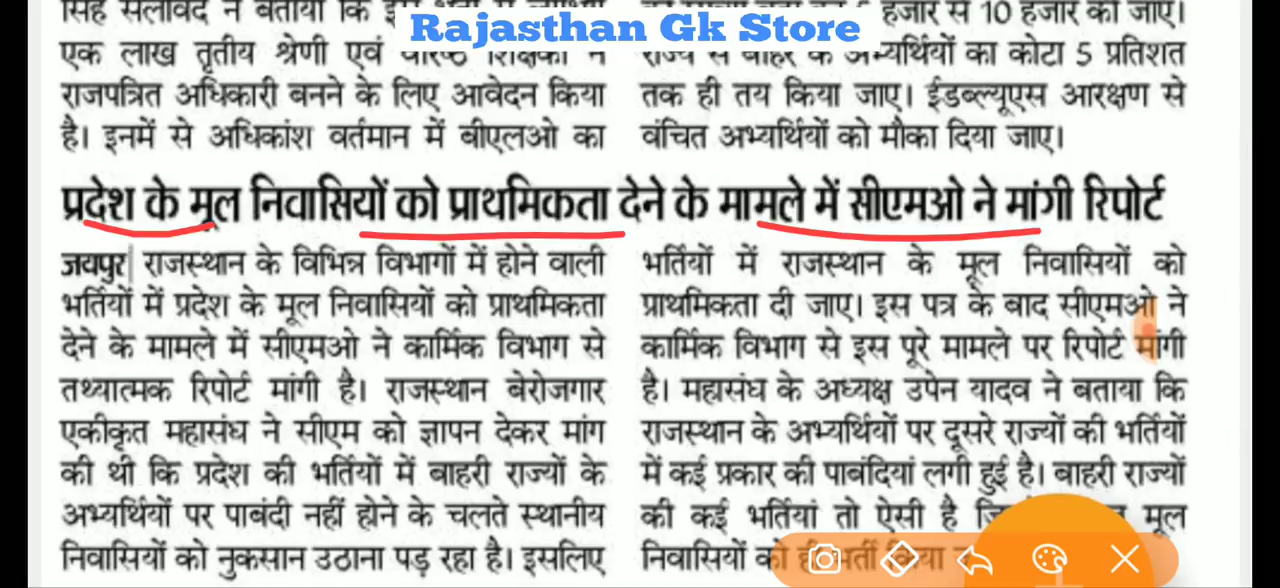 Rajasthan Gk Store
सिंह सलावद ने बताया कि
एक लाख तृतीय श्रेणी एवं वरिष्ठ शिक्षकों ने
राजपत्रित अधिकारी बनने के लिए आवेदन किया
है। इनमें से अधिकांश वर्तमान में बीएलओ का
हजार से 10 हजार की जाए।
राज्य से बाहर के अभ्यर्थियों का कोटा 5 प्रतिशत
तक ही तय किया जाए। ईडब्ल्यूएस आरक्षण से
वंचित अभ्यर्थियों को मौका दिया जाए।
प्रदेश के मूल निवासियों को प्राथमिकता देने के मामले में सीएमओ ने मांगी रिपोर्ट
जयपुर| राजस्थान के विभिन्न विभागों में होने वाली
भर्तियों में प्रदेश के मूल निवासियों को प्राथमिकता
देने के मामले में सीएमओ ने कार्मिक विभाग से
तथ्यात्मक रिपोर्ट मांगी है। राजस्थान बेरोजगार
एकीकृत महासंघ ने सीएम को ज्ञापन देकर मांग
की थी कि प्रदेश की भर्तियों में बाहरी राज्यों के
अभ्यर्थियों पर पाबंदी नहीं होने के चलते स्थानीय
निवासियों को नुकसान उठाना पड़ रहा है। इसलिए
भर्तियों में राजस्थान के मूल निवासियों को
प्राथमिकता दी जाए। इस पत्र के बाद सीएमओ ने
कार्मिक विभाग से इस पूरे मामले पर रिपोर्ट मांगी
है। महासंघ के अध्यक्ष उपेन यादव ने बताया कि
राजस्थान के अभ्यर्थियों पर दूसरे राज्यों की भर्तियों
में कई प्रकार की पाबंदियां लगी हुई है। बाहरी राज्यों
की कई भर्तियां तो ऐसी है मूल
निवासियों को ही भर्ती किया